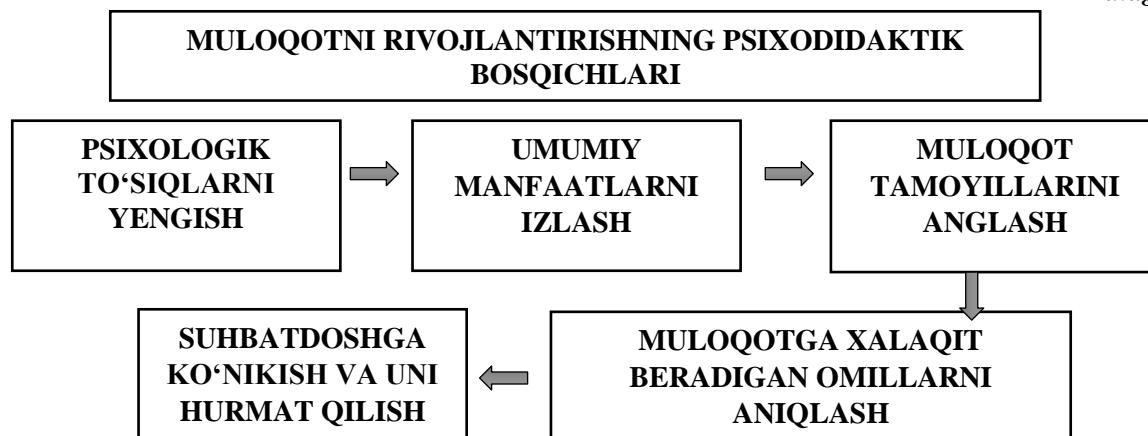 MULOQOTNI RIVOJLANTIRISHNING PSIXODIDAKTIK
BOSQICHLARI
PSIXOLOGIK
TO‘SIQLARNI
YENGISH
UMUMIY
MANFAATLARNI
IZLASH
MULOQOT
TAMOYILLARINI
ANGLASH
MULOQOTGA XALAQIT
BERADIGAN OMILLARNI
ANIQLASH
SUHBATDOSHGA
KO‘NIKISH VA UNI
HURMAT QILISH